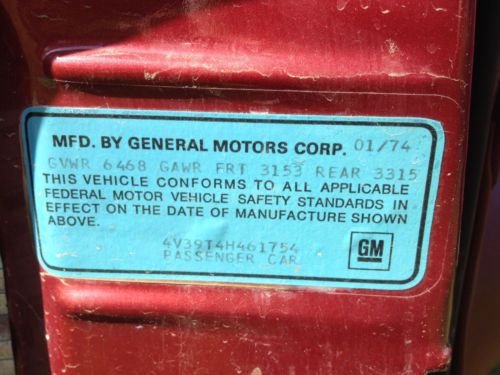 MFD. BY GENERAL MOTORS CORP. 01/74
GVWR 6468 GAWR FRT 3153 REAR 3315
THIS VEHICLE CONFORMS TO ALL APPLICABLE
FEDERAL MOTOR VEHICLE SAFETY STANDARDS IN
EFFECT ON THE DATE OF MANUFACTURE SHOWN
ABOVE.
4V39T4H461754
PASSENGER CAR
GM